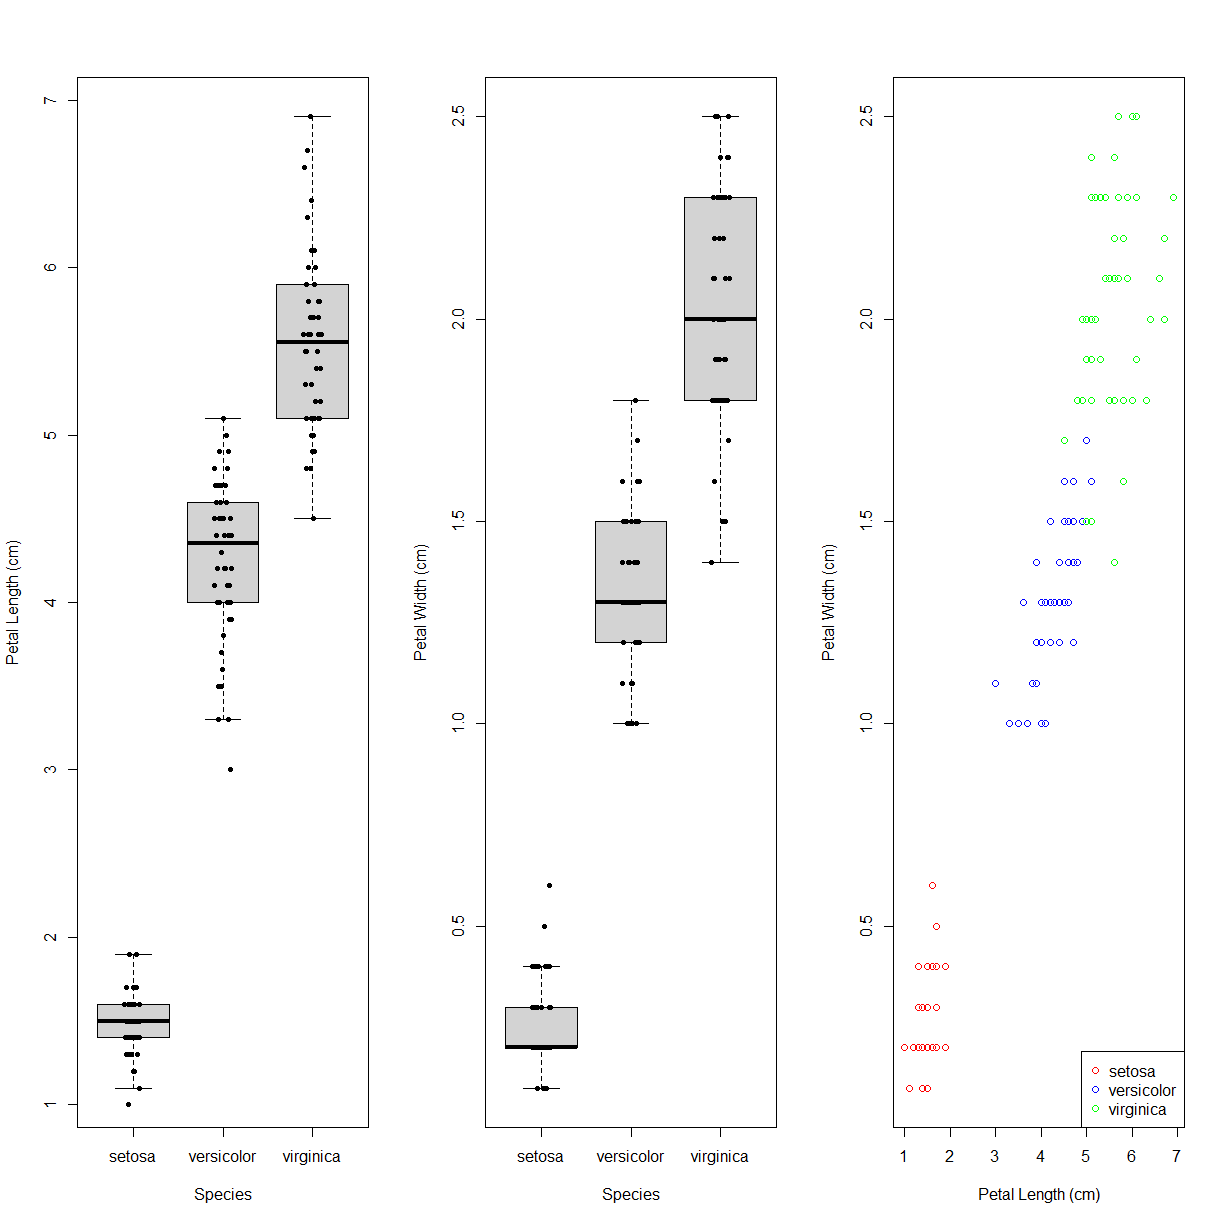 Petal Length (cm)
7
6
5
4
3
2
1
setosa versicolor virginica
Species
Petal Width (cm)
2.5
2.0
1.5
1.0
0.5
setosa versicolor virginica
Species
Petal Width (cm)
2.5
2.0
1.5
1.0
0.5
setosa
versicolor
virginica
1 2 3 4 5 6 7
Petal Length (cm)